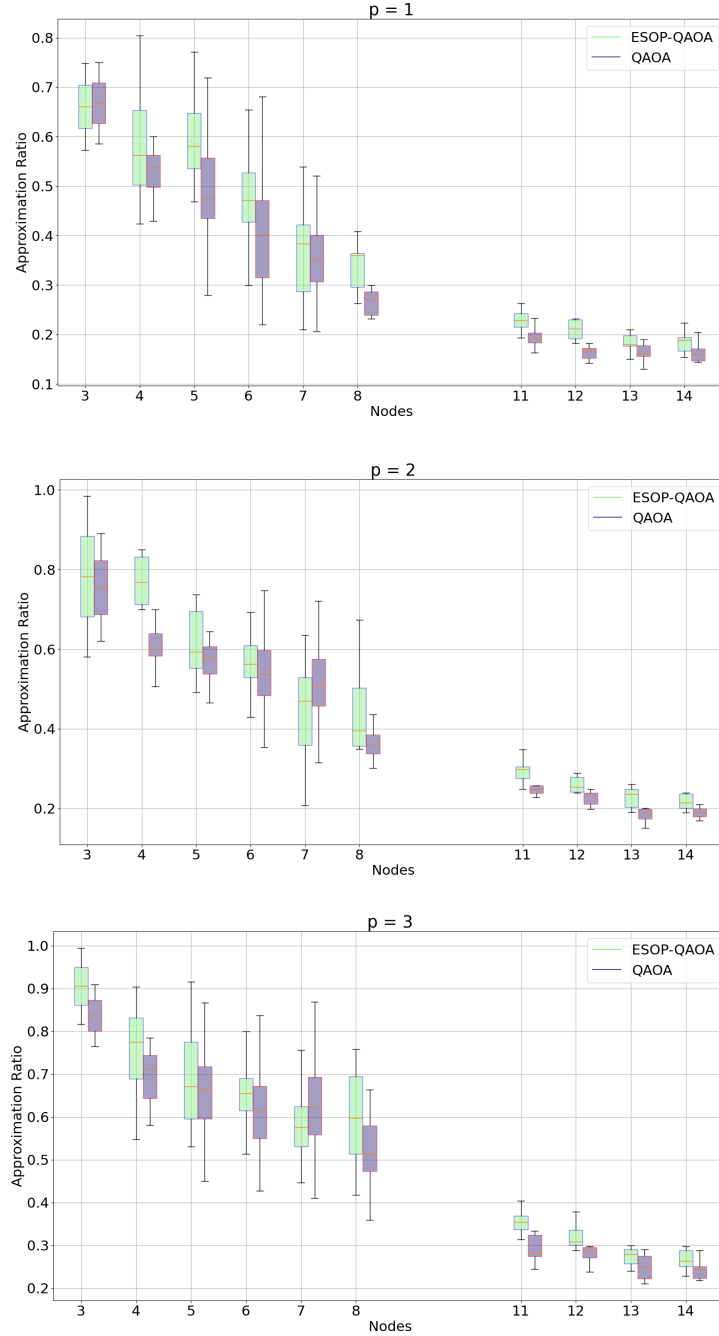 p = 1
0.8
0.7
0.6
0.5
0.4
0.3
0.2
0.1
Approximation Ratio
ESOP-QAOA
QAOA
3 4 5 6 7 8 11 12 13 14
Nodes
p = 2
1.0
0.8
0.6
0.4
0.2
Approximation Ratio
ESOP-QAOA
QAOA
3 4 5 6 7 8 11 12 13 14
Nodes
p = 3
1.0
0.9
0.8
0.7
0.6
0.5
0.4
0.3
0.2
Approximation Ratio
ESOP-QAOA
QAOA
3 4 5 6 7 8 11 12 13 14
Nodes